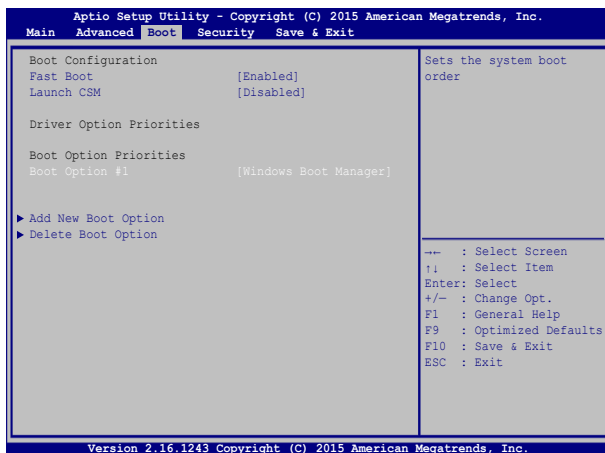 Aptio Setup Utility - Copyright (C) 2015 American Megatrends, Inc.
Main Advanced Boot Security Save & Exit
Boot Configuration
Fast Boot [Enabled]
Launch CSM [Disabled]
Driver Option Priorities
Boot Option Priorities
Boot Option #1 [Windows Boot Manager]
Add New Boot Option
Delete Boot Option
Sets the system boot
order
→← : Select Screen
↑↓ : Select Item
Enter: Select
+/— : Change Opt.
F1 : General Help
F9 : Optimized Defaults
F10 : Save & Exit
ESC : Exit
Version 2.16.1243 Copyright (C) 2015 American Megatrends, Inc.